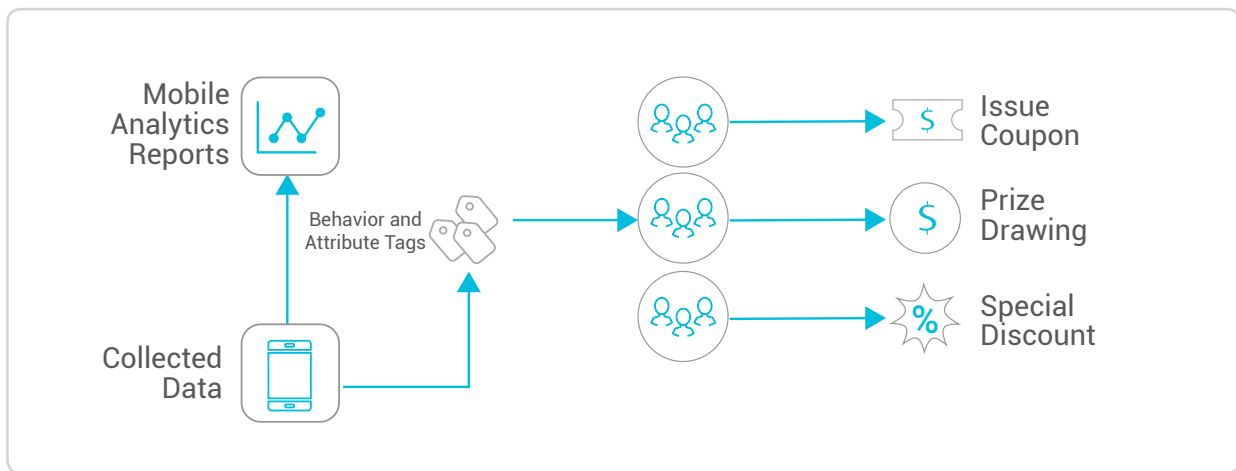 Mobile
Analytics
Reports
Behavior and
Attribute Tags
Collected
Data
$
Issue
Coupon
$
Prize
Drawing
%
Special
Discount